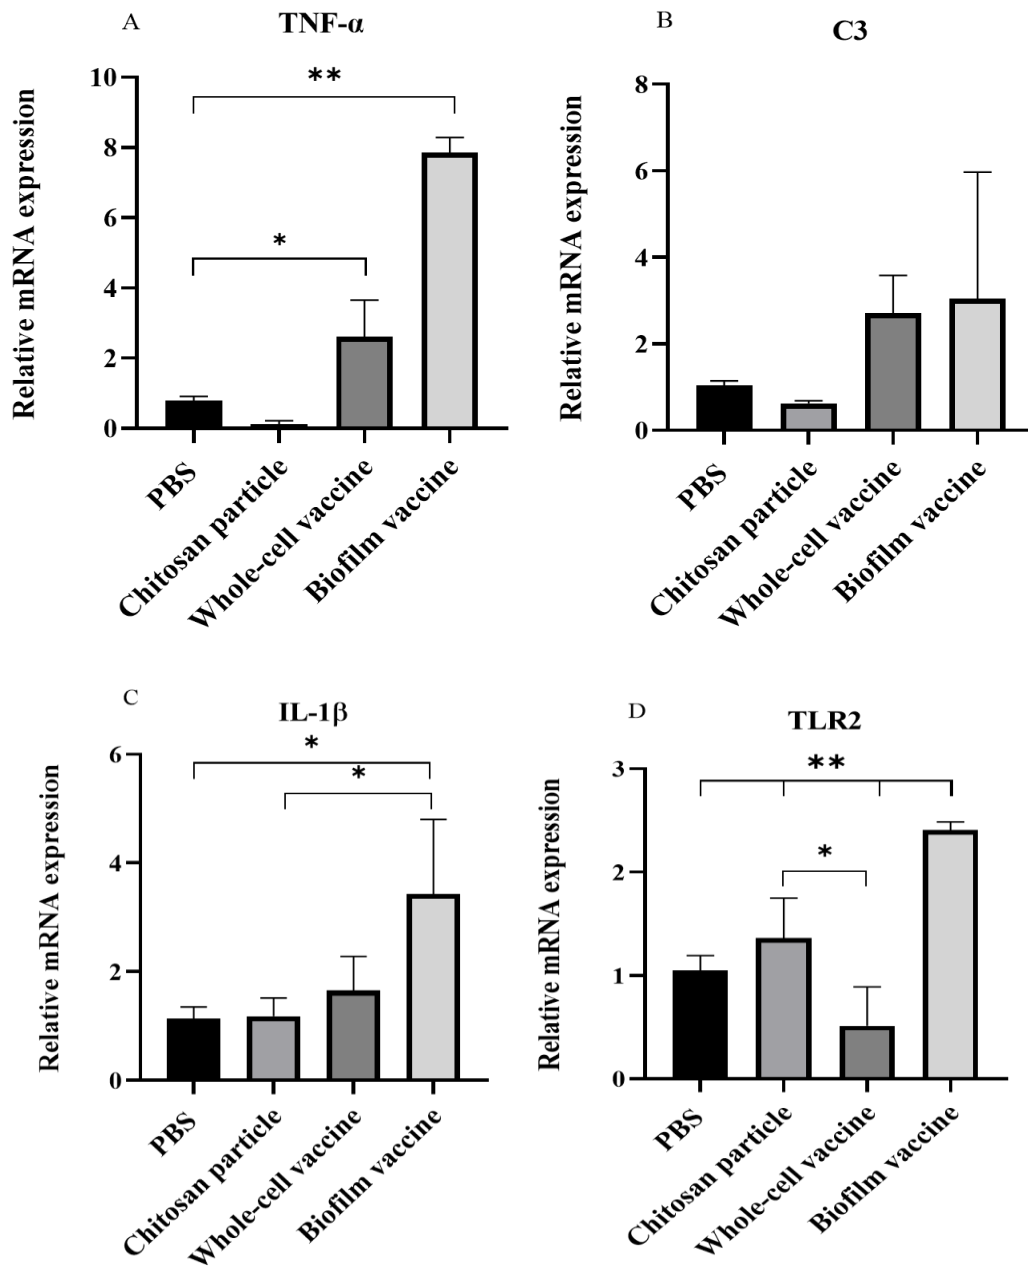 A
TNF-α
Relative mRNA expression
10
8
6
4
2
0
**
*
PBS
Chitosan particle
Whole-cell vaccine
Biofilm vaccine
B
C3
Relative mRNA expression
8
6
4
2
0
PBS
Chitosan particle
Whole-cell vaccine
Biofilm vaccine
C
IL-1β
Relative mRNA expression
6
4
2
0
*
*
PBS
Chitosan particle
Whole-cell vaccine
Biofilm vaccine
D
TLR2
Relative mRNA expression
3
2
1
0
**
*
PBS
Chitosan particle
Whole-cell vaccine
Biofilm vaccine